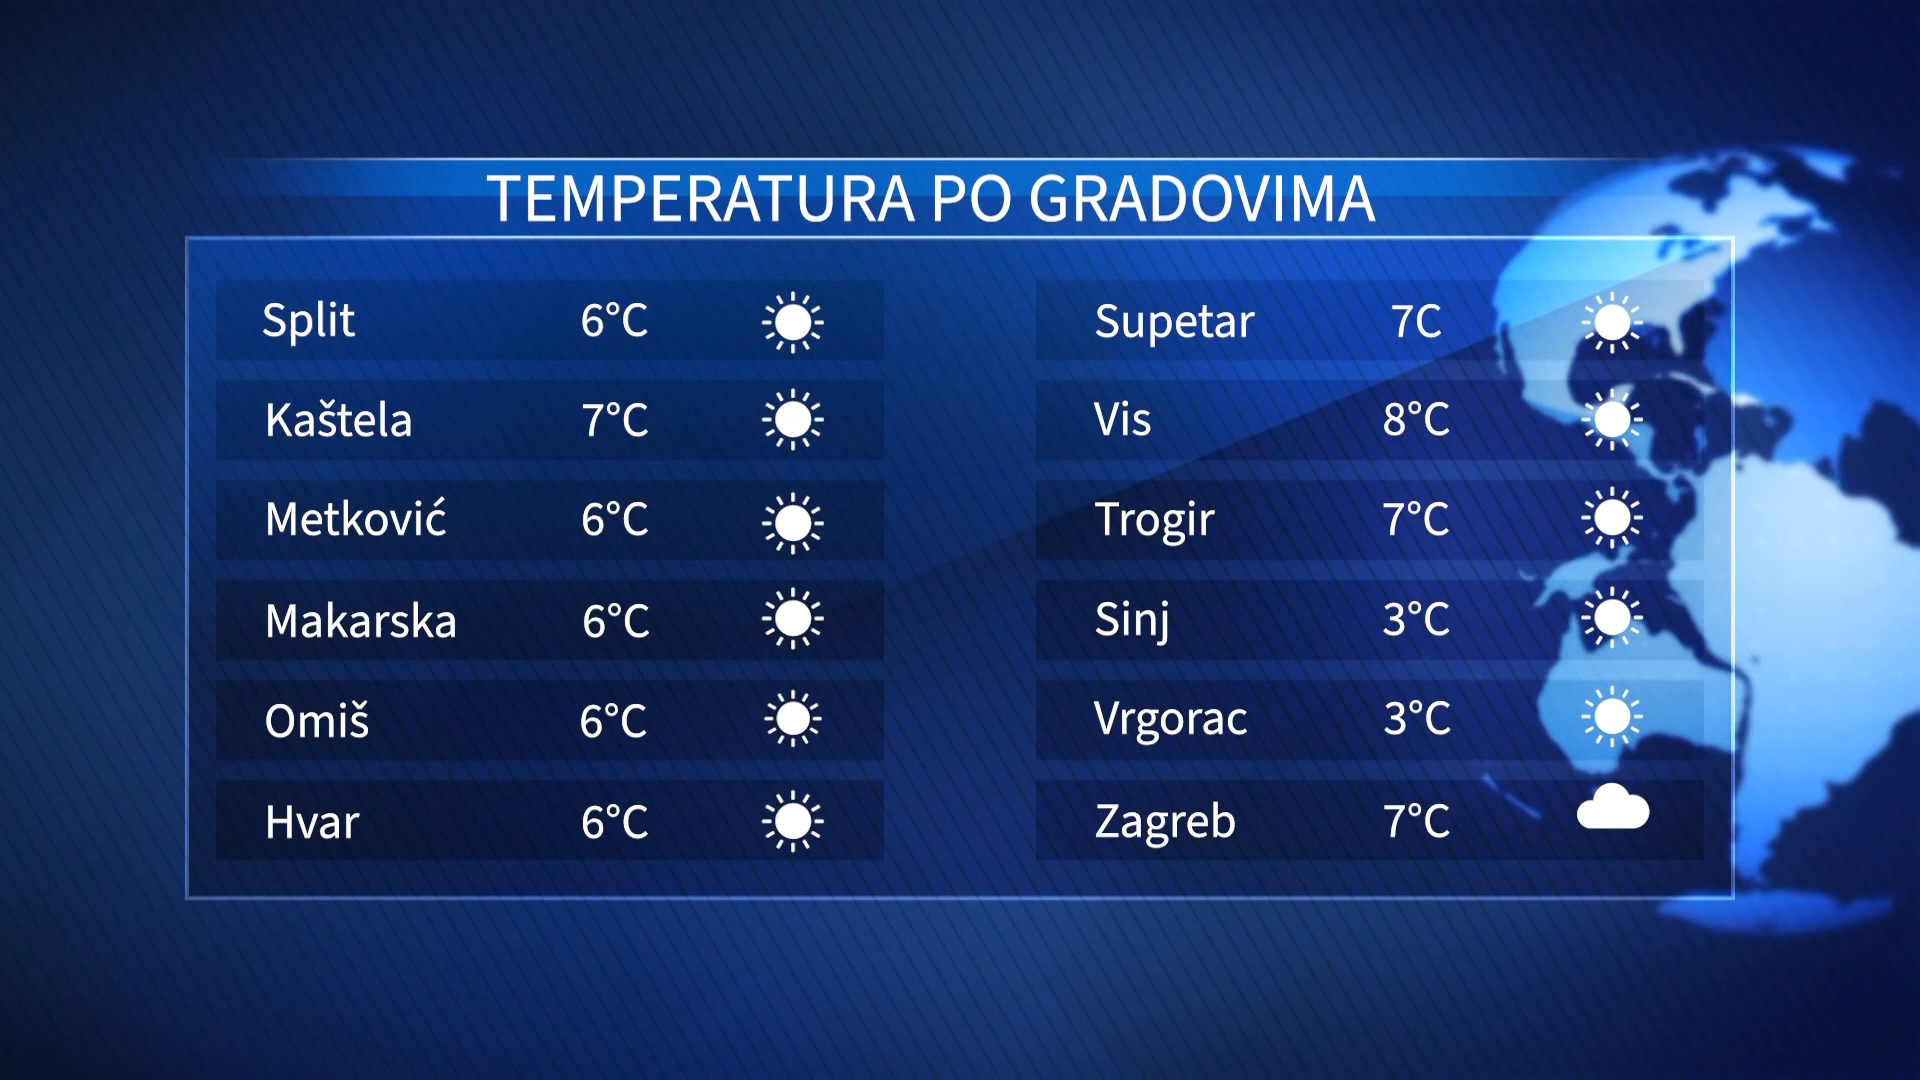 TEMPERATURA PO GRADOVIMA
Split 6°C
Kaštela 7°C
Metković 6°C
Makarska 6°C
Omiš 6°C
Hvar 6°C
Supetar 7C
Vis 8°C
Trogir 7°C
Sinj 3°C
Vrgorac 3°C
Zagreb 7°C